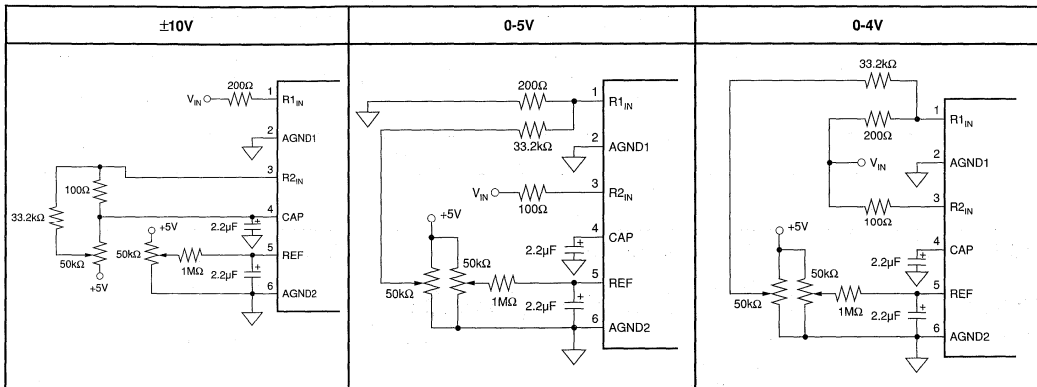 ±10V
200Ω
V_IN
1
R1_IN
2
AGND1
3
R2_IN
100Ω
33.2kΩ
4
CAP
2.2µF
+
+5V
50kΩ
50kΩ
5
REF
1MΩ
2.2µF
+
+5V
6
AGND2
0-5V
200Ω
1
R1_IN
33.2kΩ
2
AGND1
V_IN
3
R2_IN
100Ω
+5V
4
CAP
2.2µF
+
50kΩ
50kΩ
5
REF
1MΩ
2.2µF
+
6
AGND2
0-4V
33.2kΩ
1
R1_IN
200Ω
V_IN
2
AGND1
3
R2_IN
100Ω
+5V
4
CAP
2.2µF
+
50kΩ
50kΩ
5
REF
1MΩ
2.2µF
+
6
AGND2